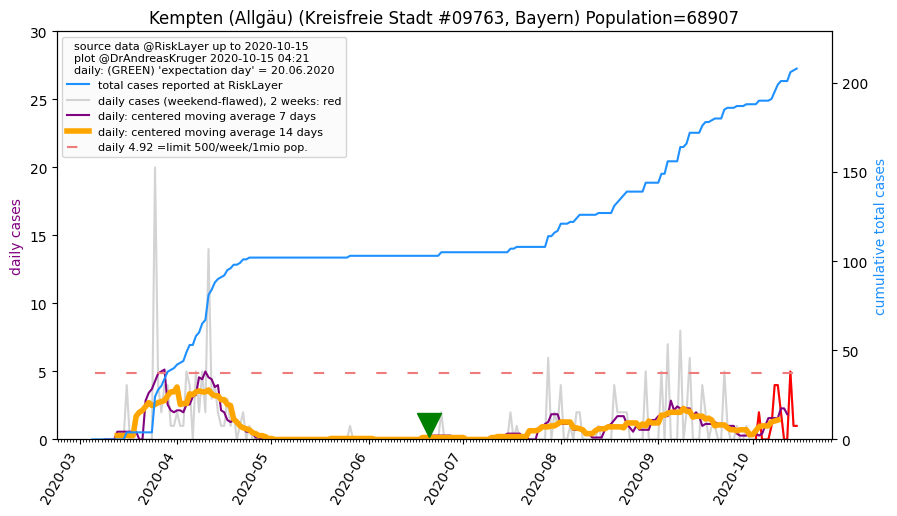 Kempten (Allgäu) (Kreisfreie Stadt #09763, Bayern) Population=68907
source data @RiskLayer up to 2020-10-15
plot @DrAndreasKruger 2020-10-15 04:21
daily: (GREEN) 'expectation day' = 20.06.2020
total cases reported at RiskLayer
daily cases (weekend-flawed), 2 weeks: red
daily: centered moving average 7 days
daily: centered moving average 14 days
daily 4.92 =limit 500/week/1mio pop.
daily cases
30
25
20
15
10
5
0
cumulative total cases
200
150
100
50
0
2020-03
2020-04
2020-05
2020-06
2020-07
2020-08
2020-09
2020-10